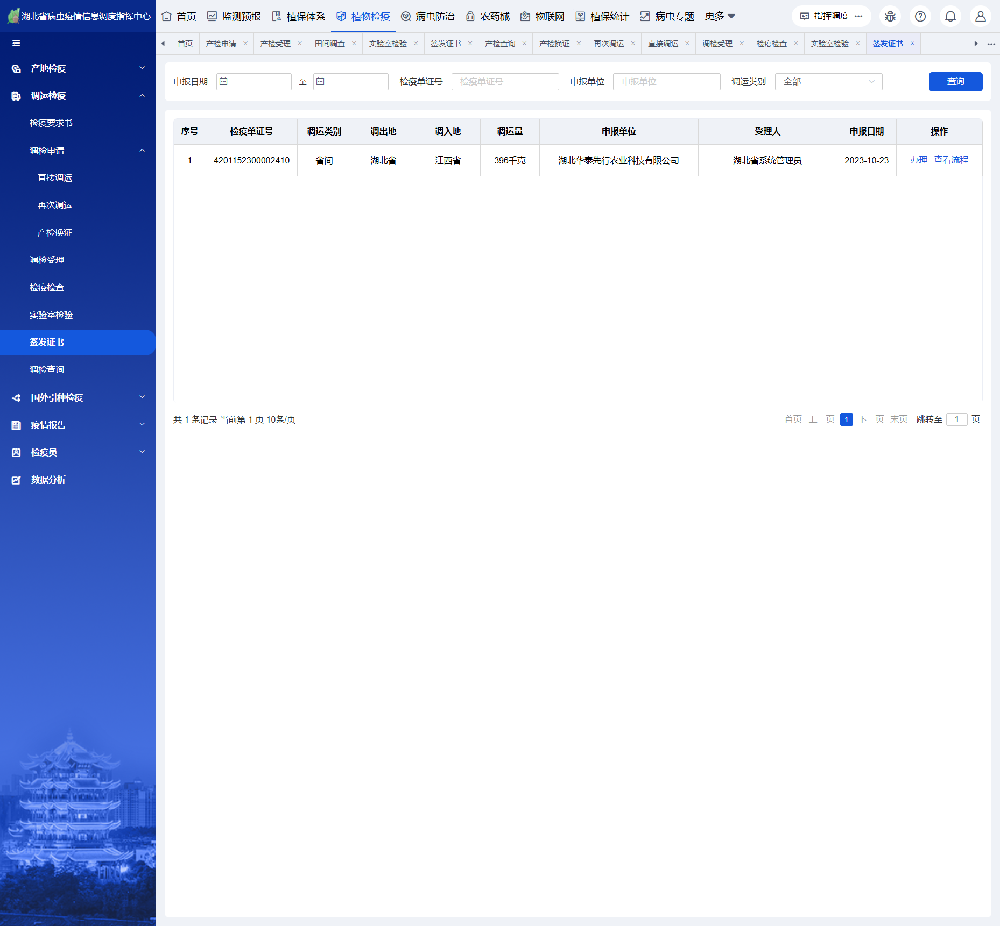 湖北省病虫疫情信息调度指挥中心
首页 监测预报 植保体系 植物检疫 病虫防治 农药械 物联网 植保统计 病虫专题 更多 指挥调度
首页 产检申请 产检受理 田间调查 实验室检验 签发证书 产检查询 产检换证 再次调运 直接调运 调检受理 检疫检查 实验室检验 签发证书
产地检疫
调运检疫
检疫要求书
调检申请
直接调运
再次调运
产检换证
调检受理
检疫检查
实验室检验
签发证书
调检查询
国外引种检疫
疫情报告
检疫员
数据分析
申报日期: 至 检疫单证号: 检疫单证号 申报单位: 申报单位 调运类别: 全部 查询
序号 检疫单证号 调运类别 调出地 调入地 调运量 申报单位 受理人 申报日期 操作
1 4201152300002410 省间 湖北省 江西省 396千克 湖北华泰先行农业科技有限公司 湖北省系统管理员 2023-10-23 办理 查看流程
共 1 条记录 当前第 1 页 10条/页
首页 上一页 1 下一页 末页 跳转至 1 页